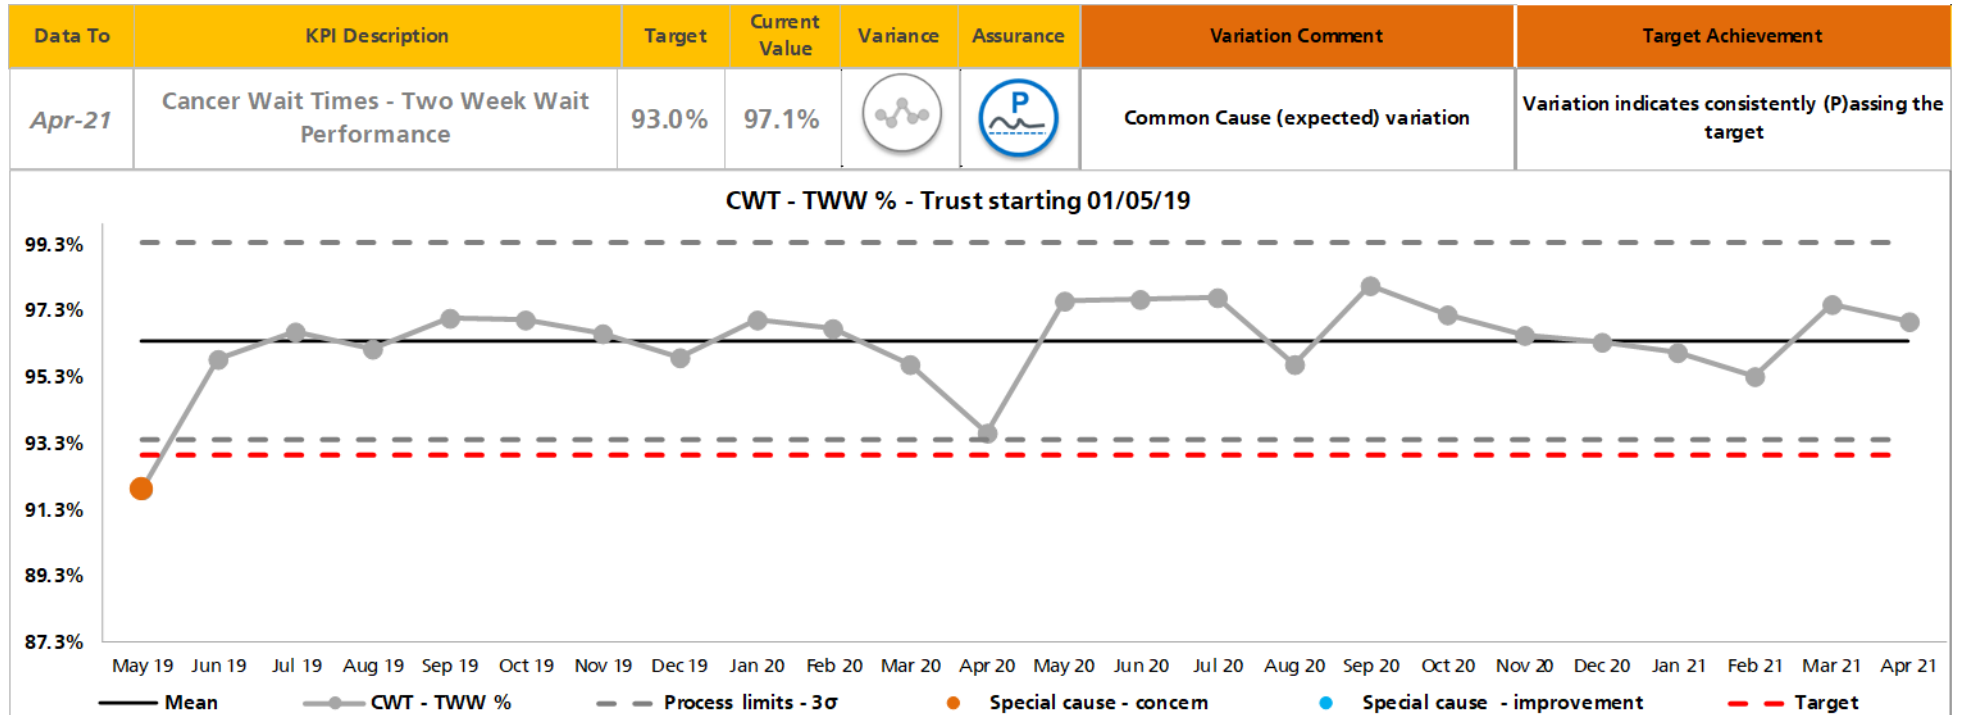 Data To KPI Description Target Current Value Variance Assurance Variation Comment Target Achievement
Apr-21 Cancer Wait Times - Two Week Wait Performance 93.0% 97.1% P Common Cause (expected) variation Variation indicates consistently (P)assing the target
CWT - TWW % - Trust starting 01/05/19
99.3%
97.3%
95.3%
93.3%
91.3%
89.3%
87.3%
May 19 Jun 19 Jul 19 Aug 19 Sep 19 Oct 19 Nov 19 Dec 19 Jan 20 Feb 20 Mar 20 Apr 20 May 20 Jun 20 Jul 20 Aug 20 Sep 20 Oct 20 Nov 20 Dec 20 Jan 21 Feb 21 Mar 21 Apr 21
Mean CWT - TWW % Process limits - 3σ Special cause - concern Special cause - improvement Target